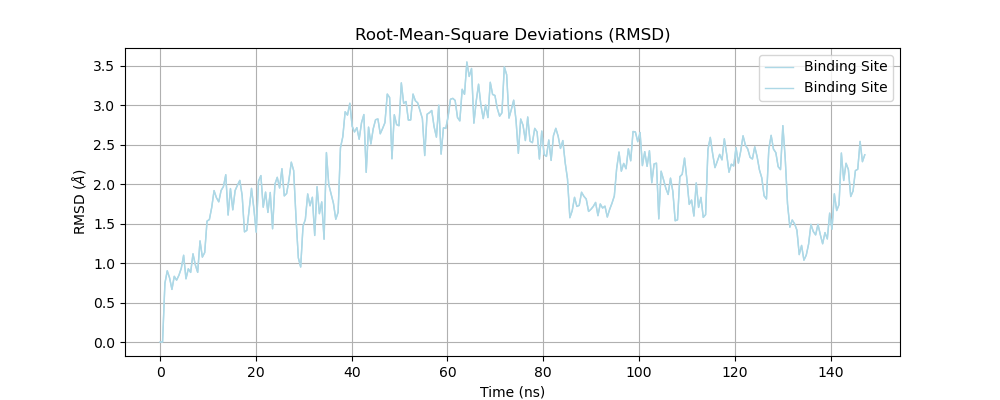 Root-Mean-Square Deviations (RMSD)
Binding Site
Binding Site
RMSD (Å)
3.5
3.0
2.5
2.0
1.5
1.0
0.5
0.0
0 20 40 60 80 100 120 140
Time (ns)